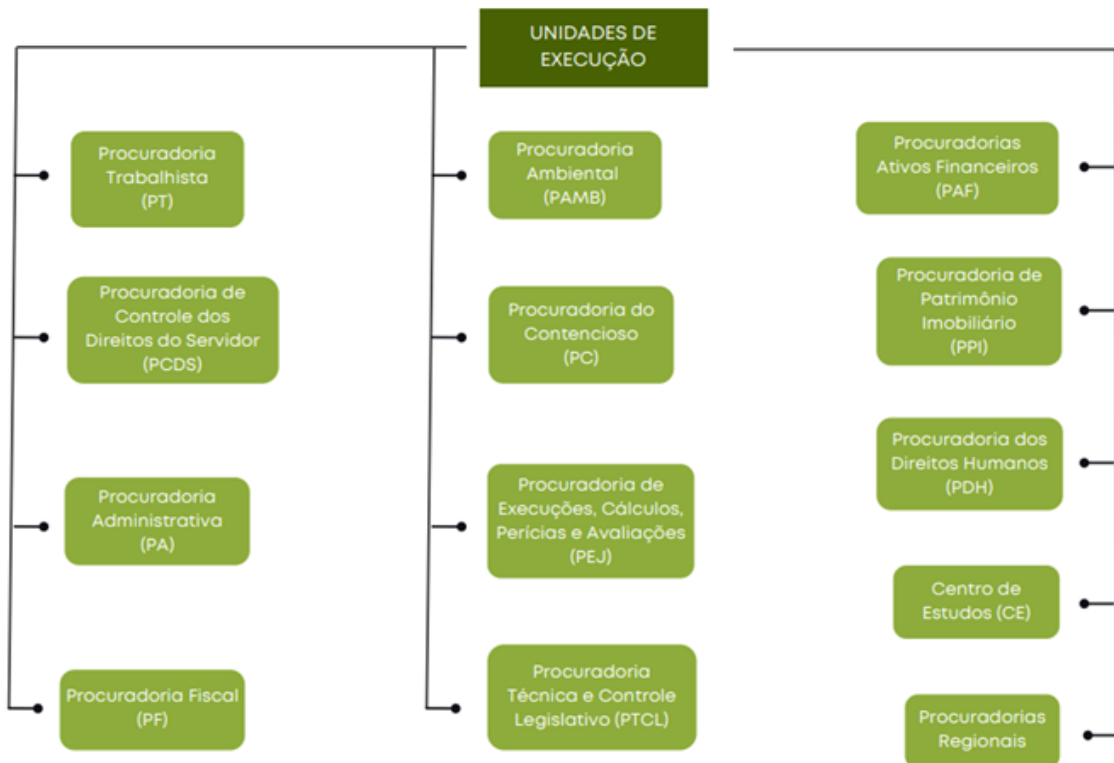 UNIDADES DE
EXECUÇÃO
Procuradoria
Trabalhista
(PT)
Procuradoria de
Controle dos
Direitos do Servidor
(PCDS)
Procuradoria
Administrativa
(PA)
Procuradoria Fiscal
(PF)
Procuradoria
Ambiental
(PAMB)
Procuradoria do
Contencioso
(PC)
Procuradoria de
Execuções, Cálculos,
Perícias e Avaliações
(PEJ)
Procuradoria
Técnica e Controle
Legislativo (PTCL)
Procuradorias
Ativos Financeiros
(PAF)
Procuradoria de
Patrimônio
Imobiliário
(PPI)
Procuradoria dos
Direitos Humanos
(PDH)
Centro de
Estudos (CE)
Procuradorias
Regionais